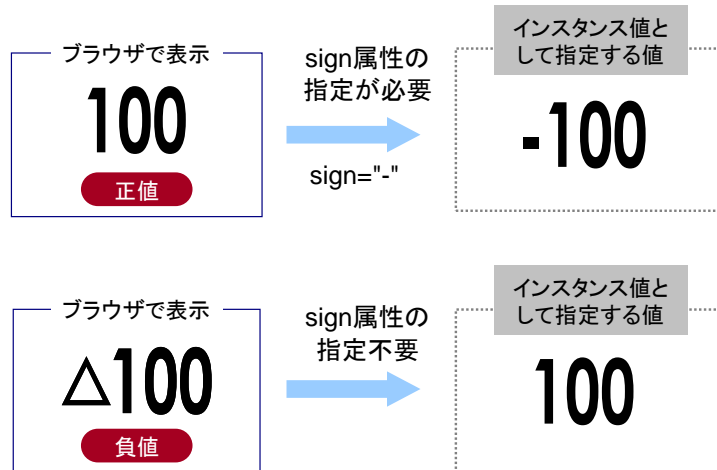 ブラウザで表示
100
正値
sign属性の
指定が必要
sign="-"
インスタンス値と
して指定する値
-100
ブラウザで表示
△100
負値
sign属性の
指定不要
インスタンス値と
して指定する値
100